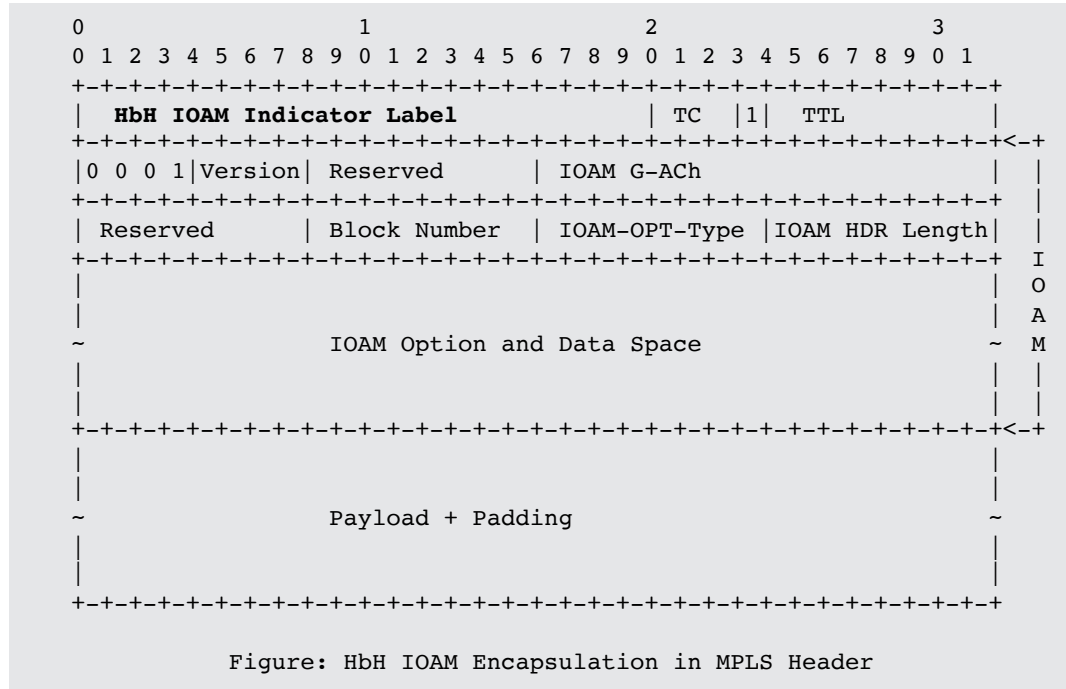 0                   1                   2                   3
0 1 2 3 4 5 6 7 8 9 0 1 2 3 4 5 6 7 8 9 0 1 2 3 4 5 6 7 8 9 0 1
+-+-+-+-+-+-+-+-+-+-+-+-+-+-+-+-+-+-+-+-+-+-+-+-+-+-+-+-+-+-+-+-+
|  HbH IOAM Indicator Label             | TC  |1|  TTL          |
+-+-+-+-+-+-+-+-+-+-+-+-+-+-+-+-+-+-+-+-+-+-+-+-+-+-+-+-+-+-+-+-+<-+
|0 0 0 1|Version| Reserved      | IOAM G-ACh                    |  |
+-+-+-+-+-+-+-+-+-+-+-+-+-+-+-+-+-+-+-+-+-+-+-+-+-+-+-+-+-+-+-+-+  |
| Reserved      | Block Number  | IOAM-OPT-Type |IOAM HDR Length|  |
+-+-+-+-+-+-+-+-+-+-+-+-+-+-+-+-+-+-+-+-+-+-+-+-+-+-+-+-+-+-+-+-+  I
|                                                               |  O
|                                                               |  A
~                 IOAM Option and Data Space                    ~  M
|                                                               |  |
|                                                               |  |
+-+-+-+-+-+-+-+-+-+-+-+-+-+-+-+-+-+-+-+-+-+-+-+-+-+-+-+-+-+-+-+-+<-+
|                                                               |
|                                                               |
~                 Payload + Padding                             ~
|                                                               |
|                                                               |
+-+-+-+-+-+-+-+-+-+-+-+-+-+-+-+-+-+-+-+-+-+-+-+-+-+-+-+-+-+-+-+-+
Figure: HbH IOAM Encapsulation in MPLS Header